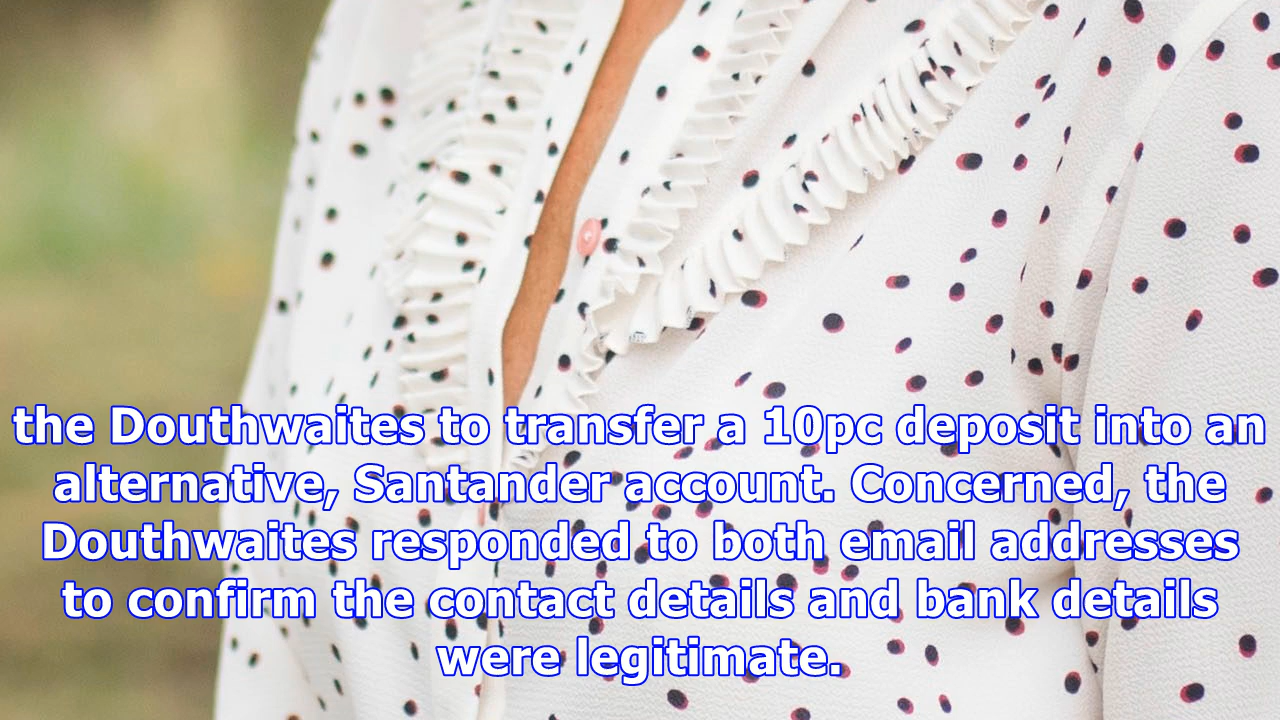 the Douthwaites to transfer a 10pc deposit into an
alternative, Santander account. Concerned, the
Douthwaites responded to both email addresses
to confirm the contact details and bank details
were legitimate.